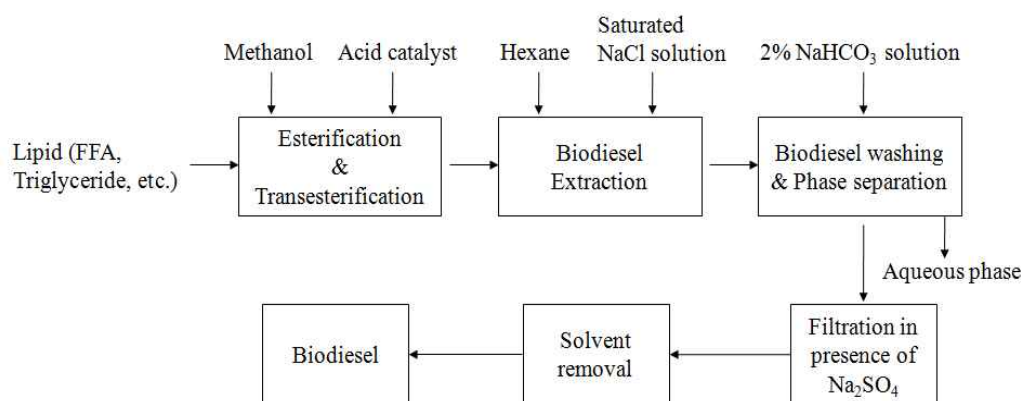 Methanol
Acid catalyst
Hexane
Saturated
NaCl solution
2% NaHCO₃ solution
Lipid (FFA,
Triglyceride, etc.)
Esterification
&
Transesterification
Biodiesel
Extraction
Biodiesel washing
& Phase separation
Aqueous phase
Filtration in
presence of
Na₂SO₄
Solvent
removal
Biodiesel